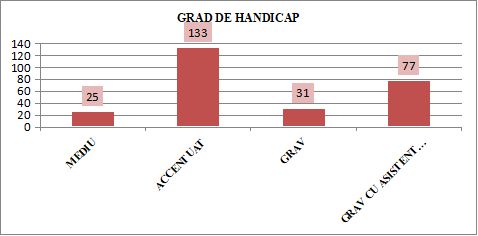 GRAD DE HANDICAP
140
120
100
80
60
40
20
0
25
133
31
77
MEDIU
ACCENTUAT
GRAV
GRAV CU ASISTENT…